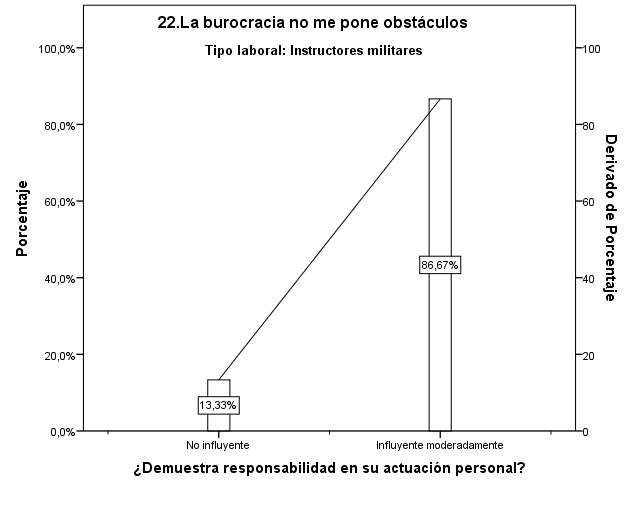 22.La burocracia no me pone obstáculos
Tipo laboral: Instructores militares
Porcentaje
100,0%
80,0%
60,0%
40,0%
20,0%
0,0%
13,33%
86,67%
100
80
60
40
20
0
Derivado de Porcentaje
No influyente
Influyente moderadamente
¿Demuestra responsabilidad en su actuación personal?